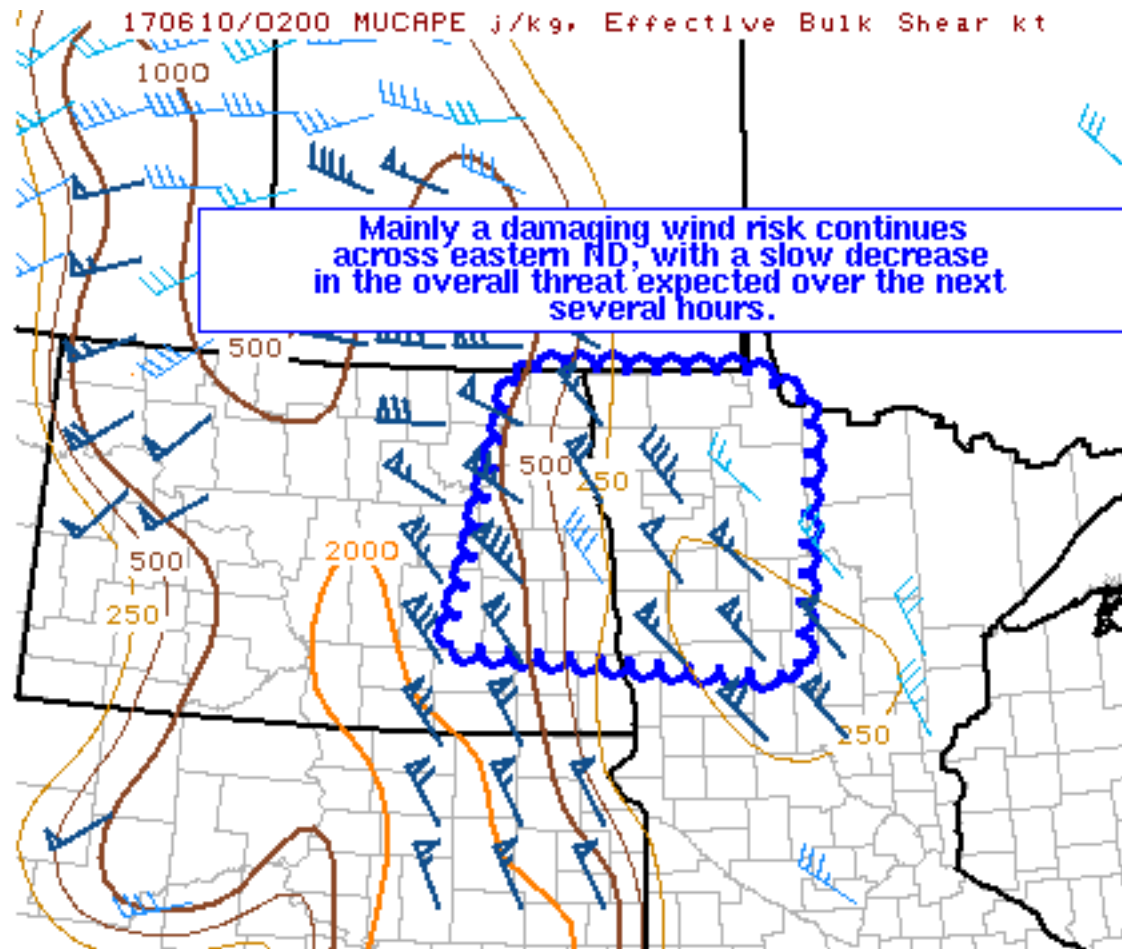 170610/0200 MUCAPE j/kg, Effective Bulk Shear kt
1000
Mainly a damaging wind risk continues
across eastern ND, with a slow decrease
in the overall threat expected over the next
several hours.
500
500
250
2000
500
250
250